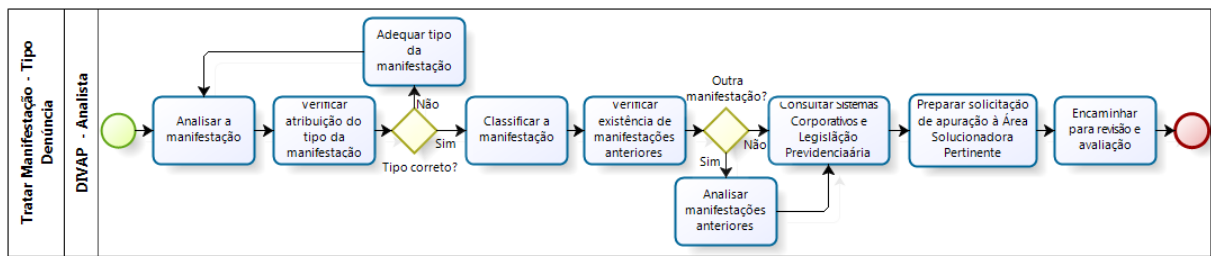 Tratar Manifestação - Tipo
Denúncia
DIVAP - Analista
Analisar a
manifestação
Verificar
atribuição do
tipo da
manifestação
Adequar tipo
da
manifestação
Não
Sim
Tipo correto?
Classificar a
manifestação
Verificar
existência de
manifestações
anteriores
Outra
manifestação?
Não
Sim
Analisar
manifestações
anteriores
Consultar Sistemas
Corporativos e
Legislação
Previdenciaária
Preparar solicitação
de apuração à Área
Solucionadora
Pertinente
Encaminhar
para revisão e
avaliação